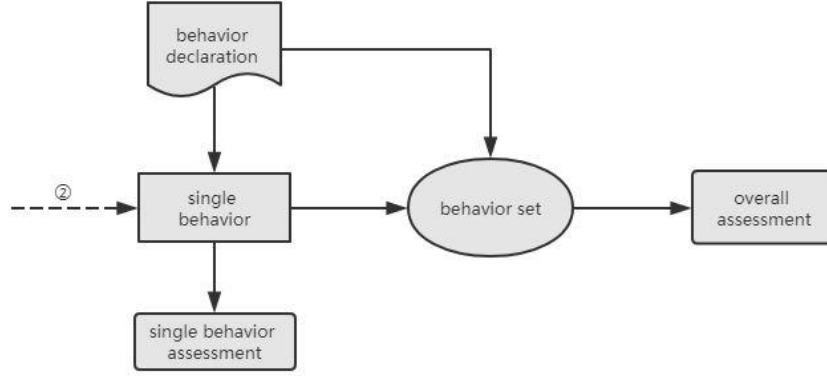 behavior
declaration
②
single
behavior
behavior set
overall
assessment
single behavior
assessment